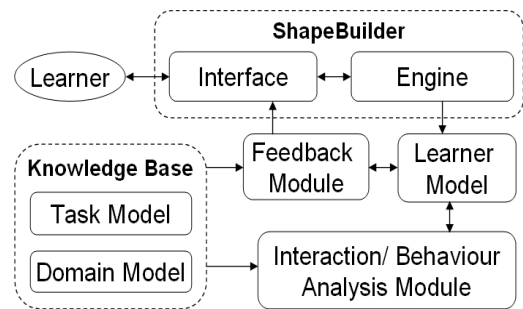 ShapeBuilder
Learner
Interface
Engine
Knowledge Base
Feedback
Module
Learner
Model
Task Model
Domain Model
Interaction/ Behaviour
Analysis Module